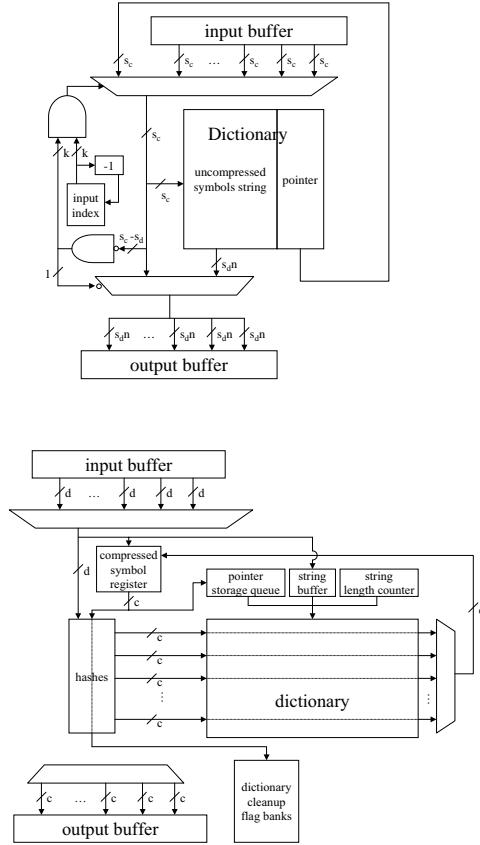 input buffer
s_c s_c ... s_c s_c s_c
s_c
Dictionary
k k
-1
uncompressed
symbols string
pointer
input
index
s_c
s_c-s_d
1
s_dn
s_dn ... s_dn s_dn s_dn
output buffer
input buffer
d ... d d d
d
compressed
symbol
register
pointer
storage queue
string
buffer
string
length counter
c
c
c
c
c
hashes
⋮
⋮
dictionary
c
dictionary
cleanup
flag banks
c ... c c c
output buffer